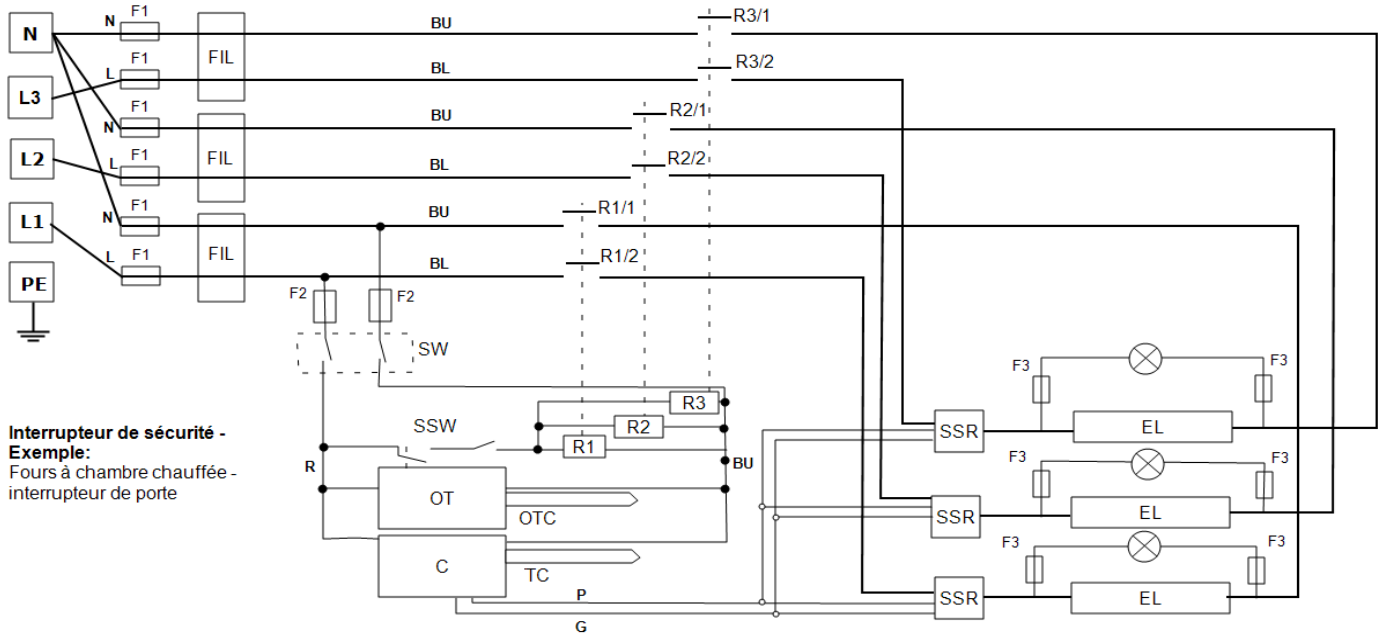 N
F1
N
BU
R3/1
FIL
L3
F1
L
BL
R3/2
F1
N
BU
R2/1
FIL
L2
F1
L
BL
R2/2
F1
N
BU
R1/1
FIL
L1
F1
L
BL
R1/2
PE
F2
F2
SW
F3
F3
R3
SSW
R2
R1
SSR
EL
Interrupteur de sécurité -
Exemple:
Fours à chambre chauffée -
interrupteur de porte
R
BU
F3
F3
OT
OTC
SSR
EL
F3
F3
C
TC
P
G
SSR
EL